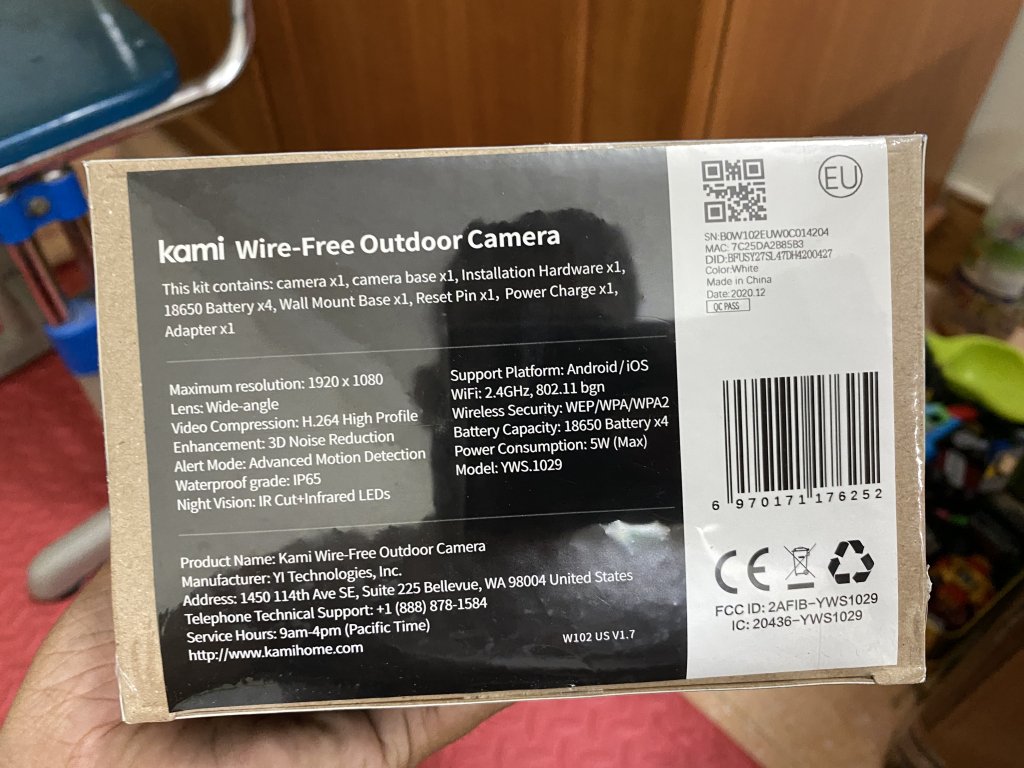 kami Wire-Free Outdoor Camera
This kit contains: camera x1, camera base x1, Installation Hardware x1,
18650 Battery x4, Wall Mount Base x1, Reset Pin x1, Power Charge x1,
Adapter x1
Maximum resolution: 1920 x 1080
Lens: Wide-angle
Video Compression: H.264 High Profile
Enhancement: 3D Noise Reduction
Alert Mode: Advanced Motion Detection
Waterproof grade: IP65
Night Vision: IR Cut+Infrared LEDs
Support Platform: Android/iOS
WiFi: 2.4GHz, 802.11 bgn
Wireless Security: WEP/WPA/WPA2
Battery Capacity: 18650 Battery x4
Power Consumption: 5W (Max)
Model: YWS.1029
Product Name: Kami Wire-Free Outdoor Camera
Manufacturer: YI Technologies, Inc.
Address: 1450 114th Ave SE, Suite 225 Bellevue, WA 98004 United States
Telephone Technical Support: +1 (888) 878-1584
Service Hours: 9am-4pm (Pacific Time)
http://www.kamihome.com
W102 US V1.7
EU
SN:B0W102EUW0C014204
MAC: 7C25DA2B85B3
DID:BFUSY27SL47DH4200427
Color:White
Made in China
Date: 2020.12
QC PASS
6 970171 176252
CE
FCC ID: 2AFIB-YWS1029
IC: 20436-YWS1029